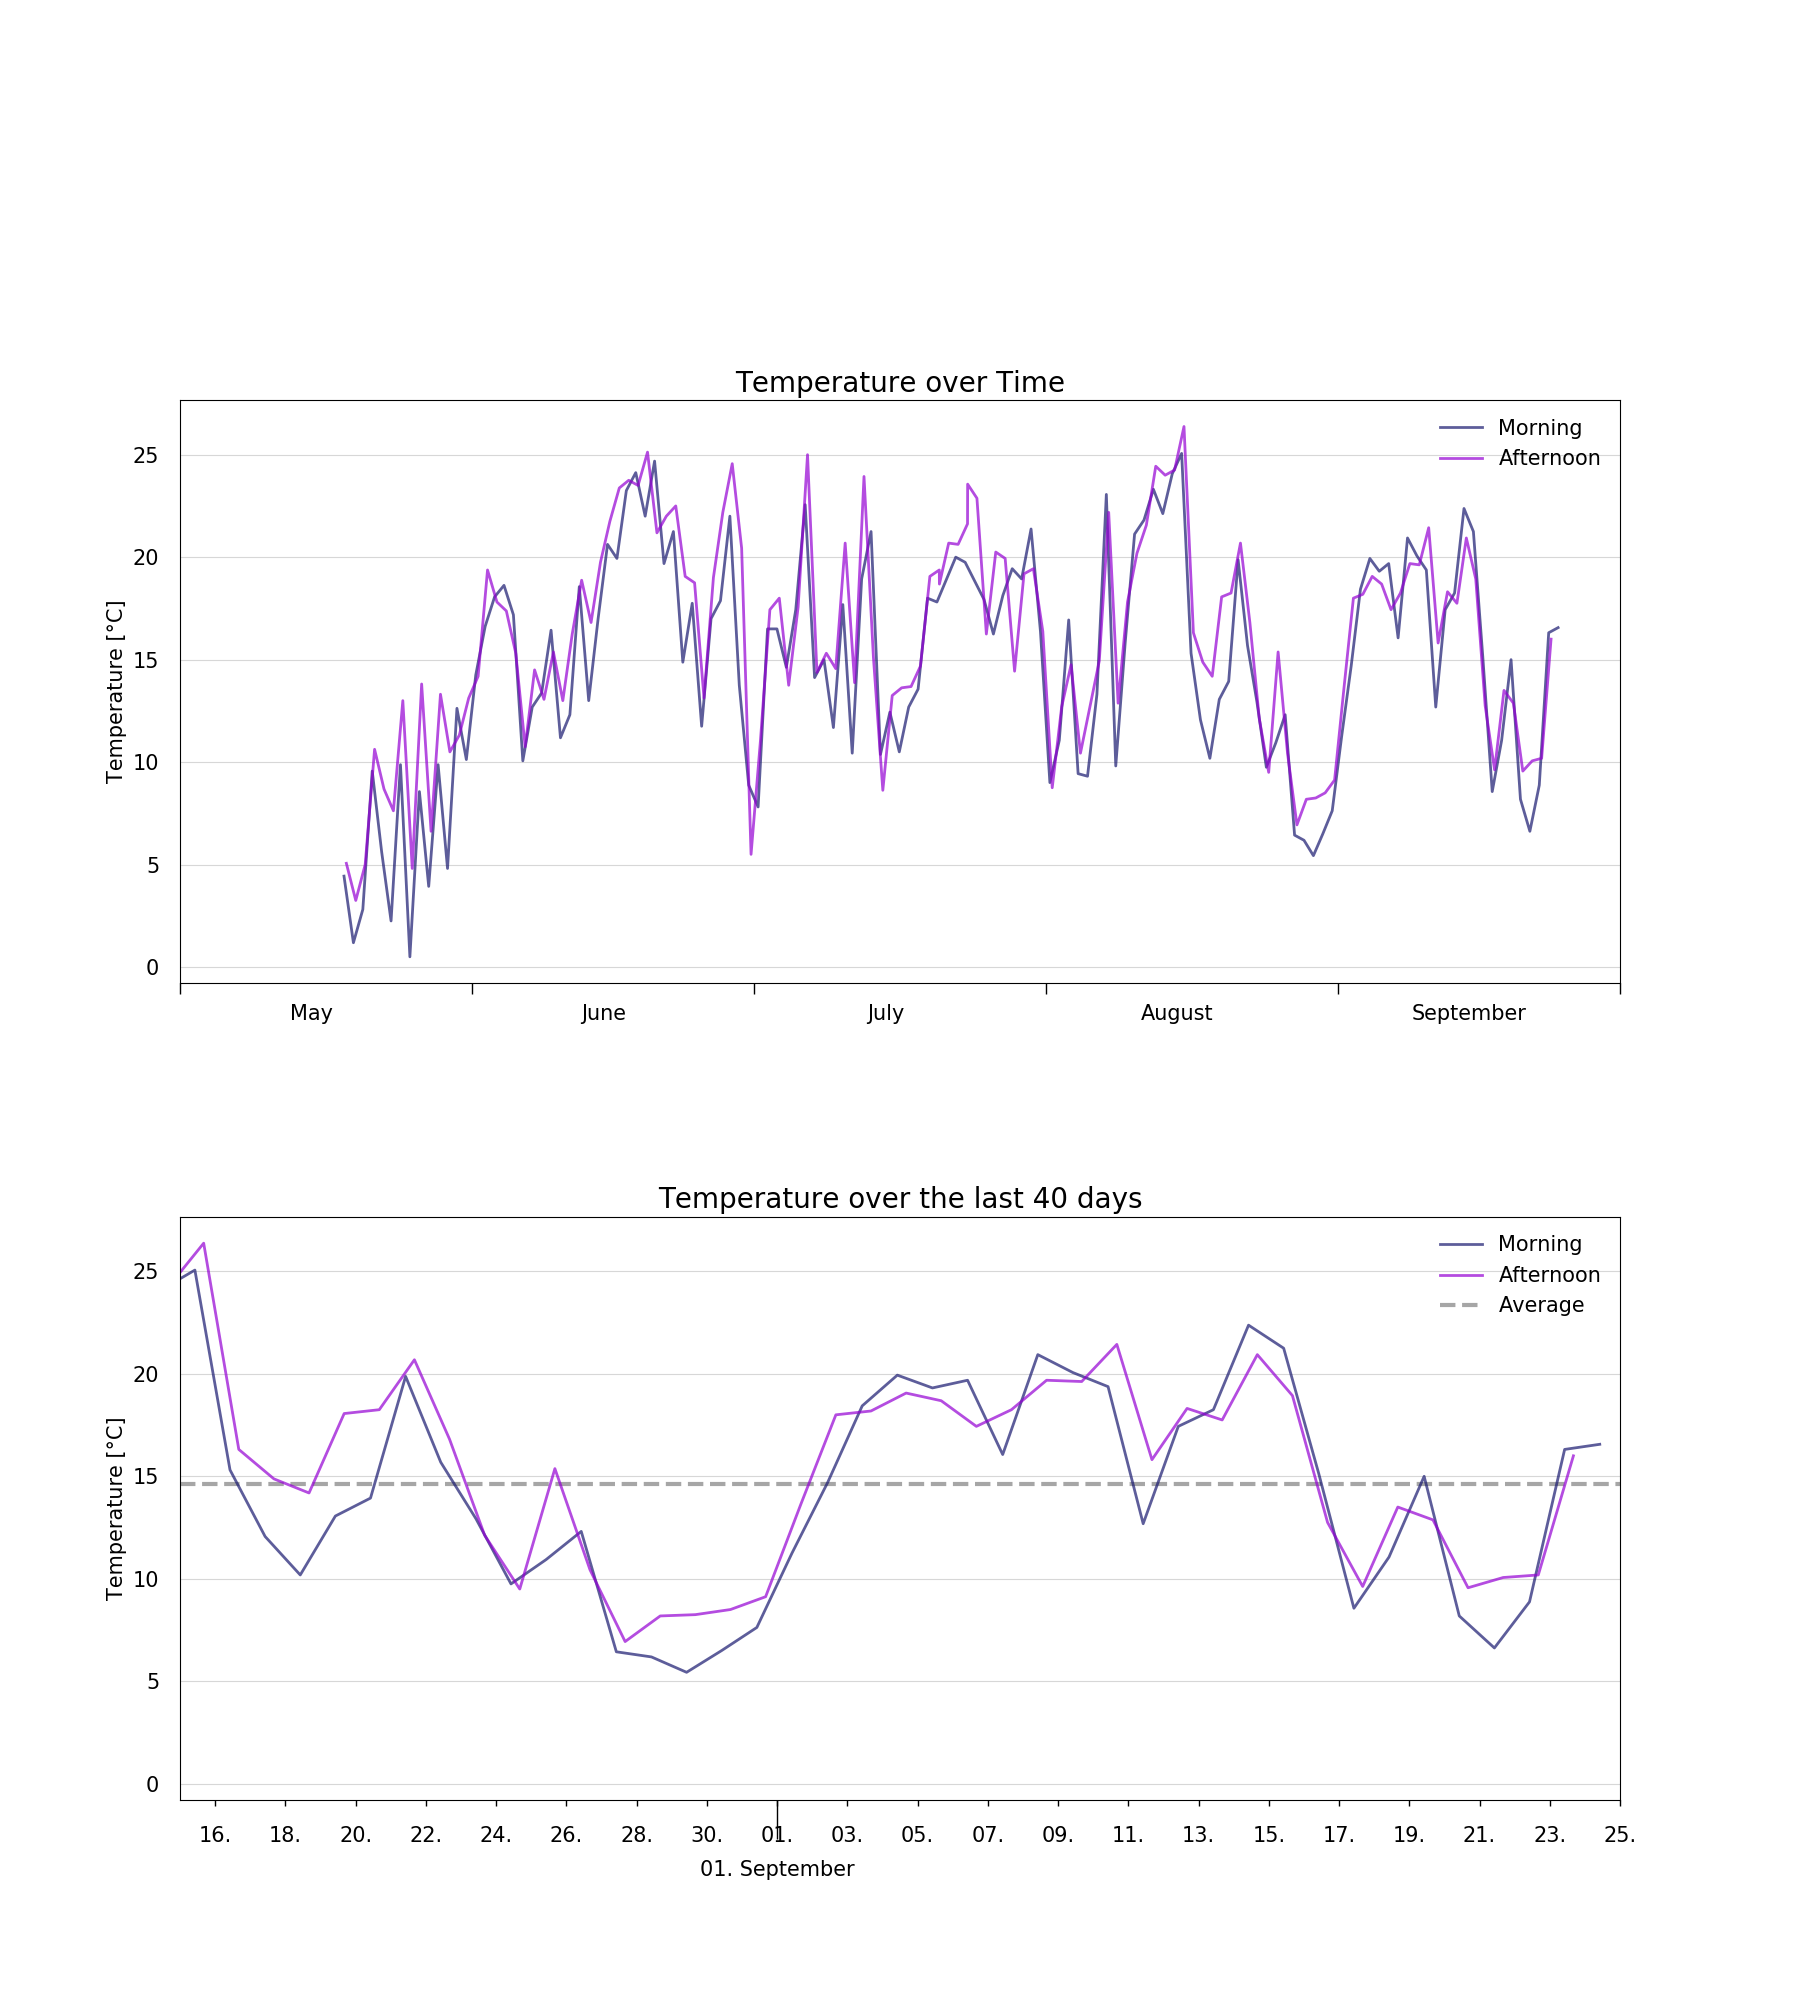 Temperature over Time
Morning
Afternoon
25
20
15
10
5
0
Temperature [°C]
May June July August September
Temperature over the last 40 days
Morning
Afternoon
Average
25
20
15
10
5
0
Temperature [°C]
16. 18. 20. 22. 24. 26. 28. 30. 01. 03. 05. 07. 09. 11. 13. 15. 17. 19. 21. 23. 25.
01. September